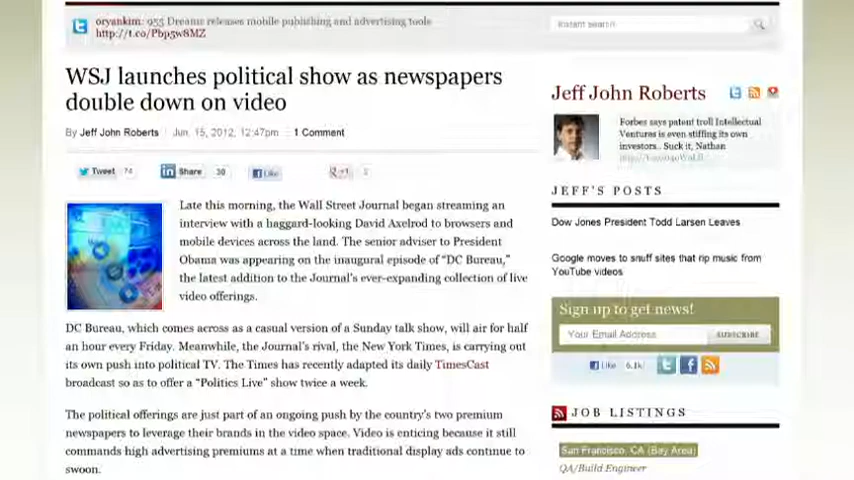 oryankim: 955 Dreams releases mobile publishing and advertising tools
http://t.co/Pbp5w8MZ
WSJ launches political show as newspapers
double down on video
By Jeff John Roberts Jun. 15, 2012, 12:47pm 1 Comment
Tweet 74 Share 30 Like +1
Late this morning, the Wall Street Journal began streaming an
interview with a haggard-looking David Axelrod to browsers and
mobile devices across the land. The senior adviser to President
Obama was appearing on the inaugural episode of “DC Bureau,”
the latest addition to the Journal’s ever-expanding collection of live
video offerings.
DC Bureau, which comes across as a casual version of a Sunday talk show, will air for half
an hour every Friday. Meanwhile, the Journal’s rival, the New York Times, is carrying out
its own push into political TV. The Times has recently adapted its daily TimesCast
broadcast so as to offer a “Politics Live” show twice a week.
The political offerings are just part of an ongoing push by the country’s two premium
newspapers to leverage their brands in the video space. Video is enticing because it still
commands high advertising premiums at a time when traditional display ads continue to
swoon.
Instant search
Jeff John Roberts
Forbes says patent troll Intellectual
Ventures is even stiffing its own
investors.. Suck it, Nathan
JEFF'S POSTS
Dow Jones President Todd Larsen Leaves
Google moves to snuff sites that rip music from
YouTube videos
Sign up to get news!
Your Email Address SUBSCRIBE
Like 6.1k
JOB LISTINGS
San Francisco, CA (Bay Area)
QA/Build Engineer